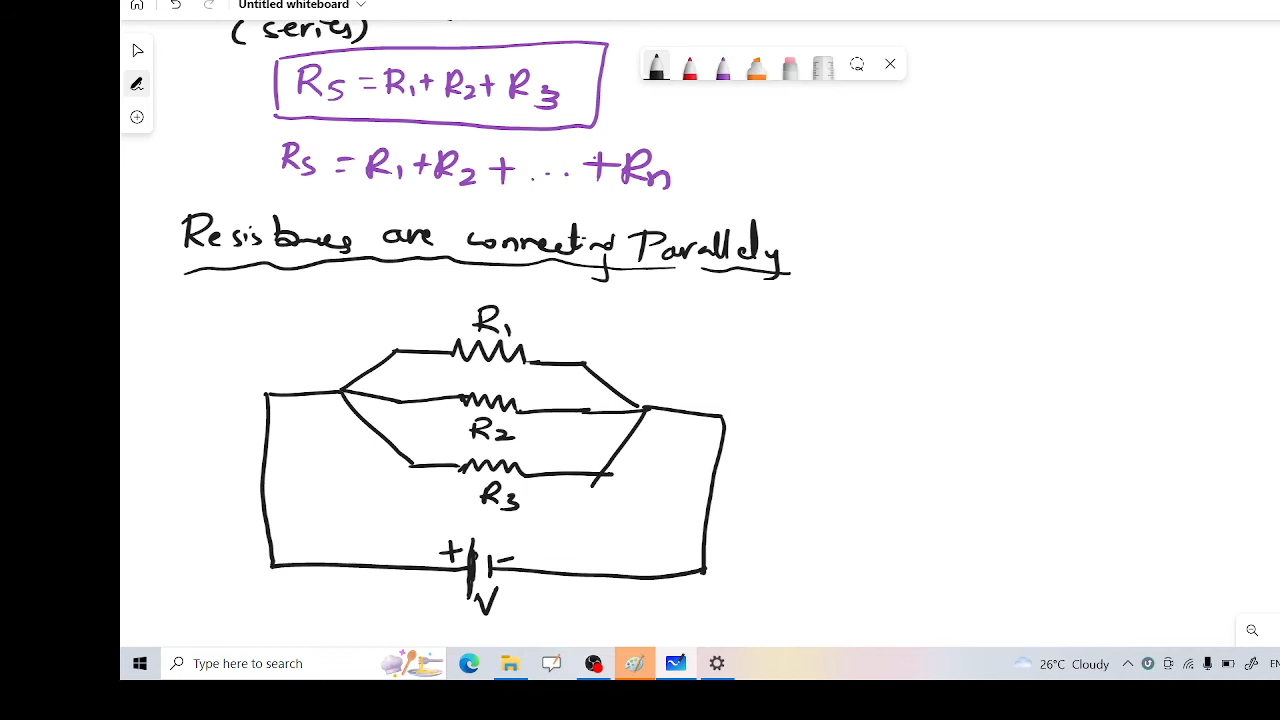 Untitled whiteboard
(series)
RS = R1 + R2 + R3
RS = R1 + R2 + ... + Rn
Resistances are connecting Parallely
R1
R2
R3
+ -
V
Type here to search
26°C Cloudy
EN